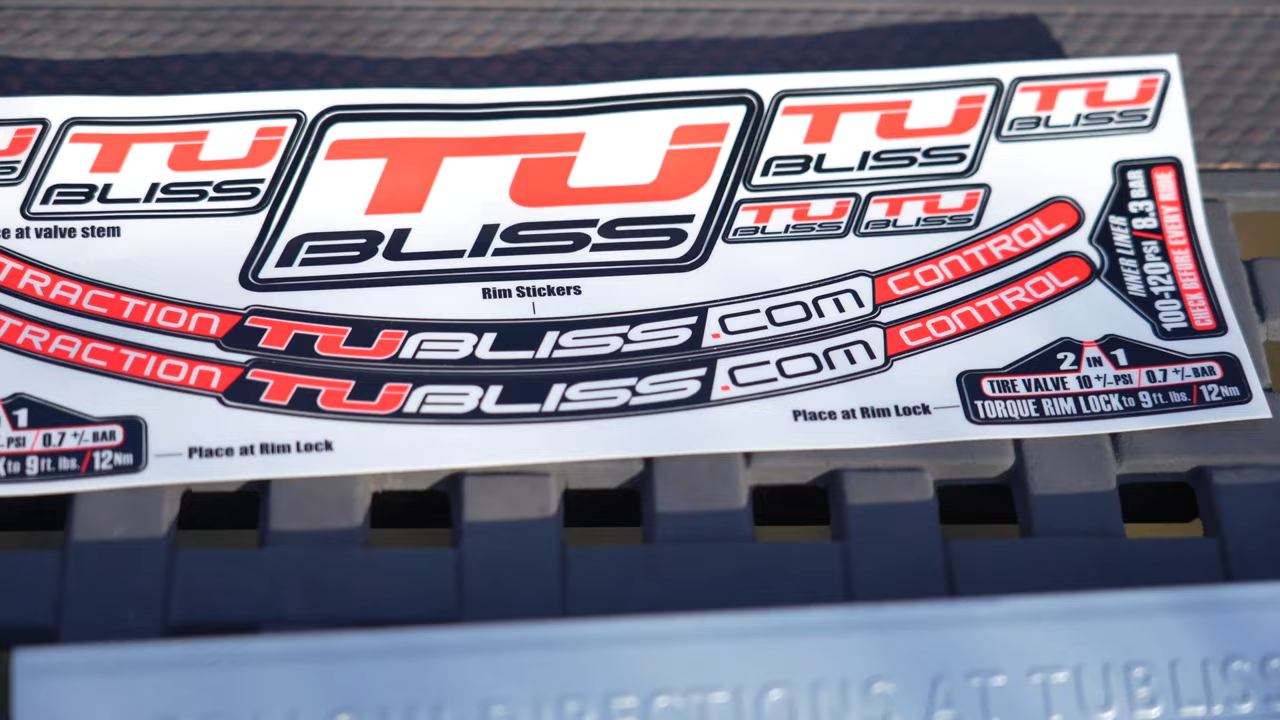 TU
BLISS
TU
BLISS
TU
BLISS
TU
BLISS
TU
BLISS
TU
BLISS
at valve stem
Rim Stickers
TRACTION TUBLISS.COM CONTROL
TRACTION TUBLISS.COM CONTROL
INNER LINER
100-120PSI/8.3 BAR
CHECK BEFORE EVERY RIDE
2 IN 1
TIRE VALVE 10 +/-PSI / 0.7 +/-BAR
TORQUE RIM LOCK to 9 ft. lbs./12Nm
Place at Rim Lock
1
PSI / 0.7 +/- BAR
to 9 ft. lbs./12Nm
Place at Rim Lock
DIRECTIONS AT TUBLISS